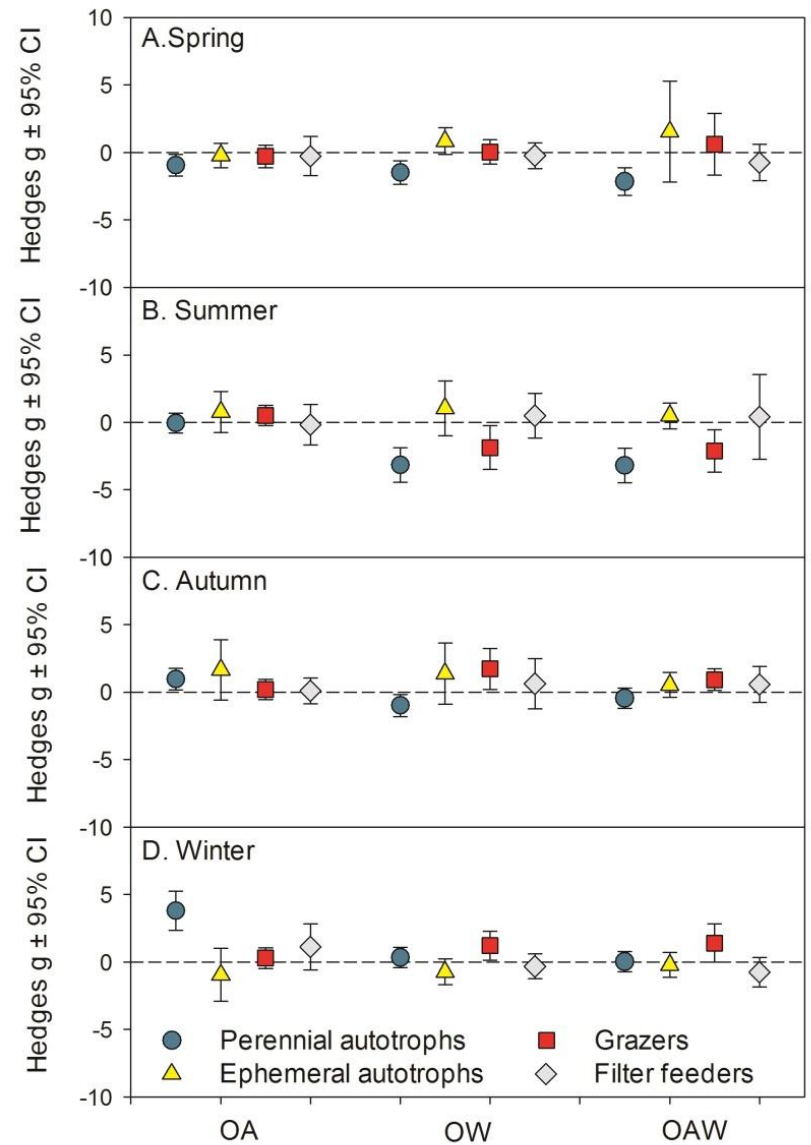 Hedges g ± 95% CI
10
5
0
-5
-10
A.Spring
Hedges g ± 95% CI
5
0
-5
-10
B. Summer
Hedges g ± 95% CI
5
0
-5
-10
C. Autumn
Hedges g ± 95% CI
5
0
-5
-10
D. Winter
Perennial autotrophs
Grazers
Ephemeral autotrophs
Filter feeders
OA
OW
OAW